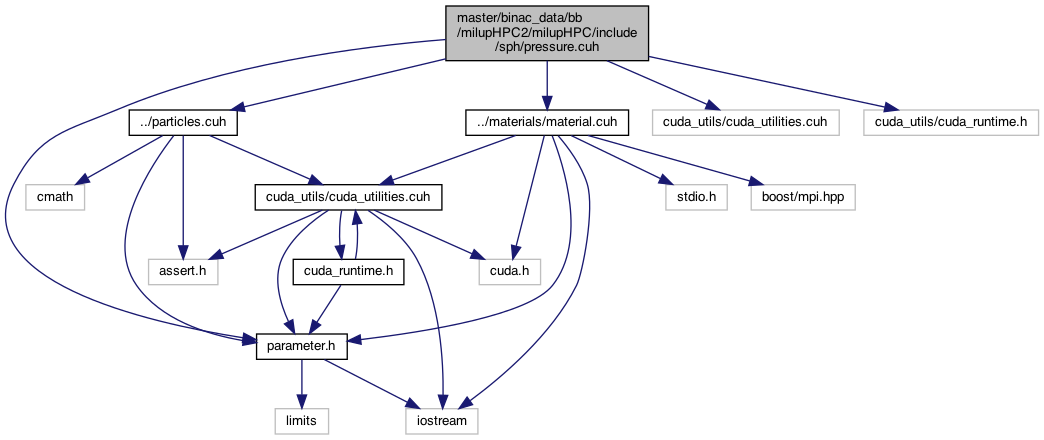 master/binac_data/bb
/milupHPC2/milupHPC/include
/sph/pressure.cuh
../particles.cuh
../materials/material.cuh
cuda_utils/cuda_utilities.cuh
cuda_utils/cuda_runtime.h
cmath
cuda_utils/cuda_utilities.cuh
stdio.h
boost/mpi.hpp
assert.h
cuda_runtime.h
cuda.h
parameter.h
limits
iostream